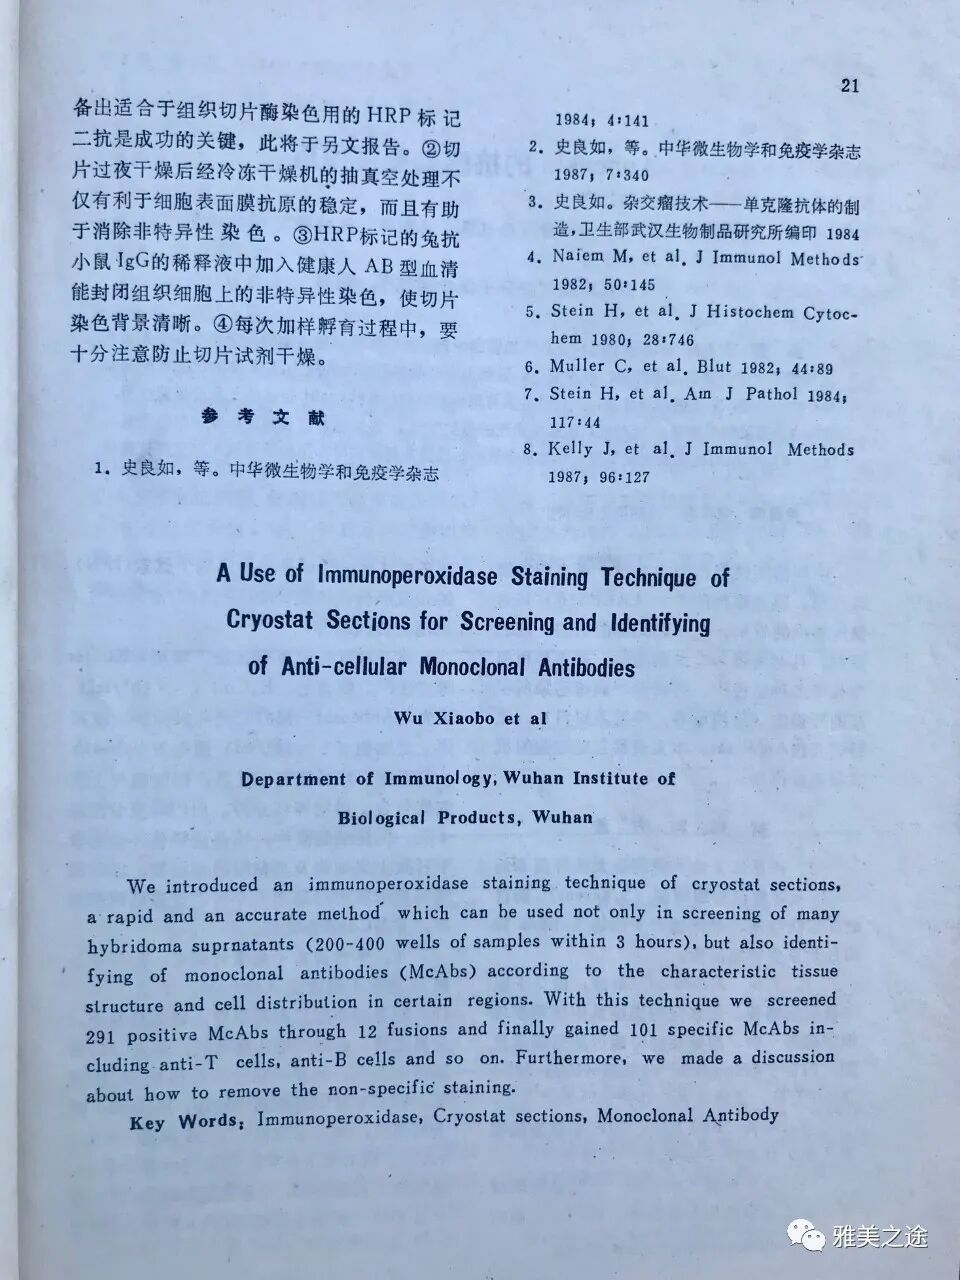 21
备出适合于组织切片酶染色用的 HRP 标记
二抗是成功的关键，此将于另文报告。②切
片过夜干燥后经冷冻干燥机的抽真空处理不
仅有利于细胞表面膜抗原的稳定，而且有助
于消除非特异性染色。③HRP标记的兔抗
小鼠 IgG的稀释液中加入健康人 AB 型血清
能封闭组织细胞上的非特异性染色，使切片
染色背景清晰。④每次加样孵育过程中，要
十分注意防止切片试剂干燥。
参 考 文 献
1. 史良如，等。中华微生物学和免疫学杂志
1984; 4:141
2. 史良如，等。中华微生物学和免疫学杂志
1987; 7:340
3. 史良如。杂交瘤技术——单克隆抗体的制
造，卫生部武汉生物制品研究所编印 1984
4. Naiem M, et al. J Immunol Methods
1982; 50:145
5. Stein H, et al. J Histochem Cytoc-
hem 1980; 28:746
6. Muller C, et al. Blut 1982; 44:89
7. Stein H, et al. Am J Pathol 1984;
117:44
8. Kelly J, et al. J Immunol Methods
1987; 96:127
A Use of Immunoperoxidase Staining Technique of
Cryostat Sections for Screening and Identifying
of Anti-cellular Monoclonal Antibodies
Wu Xiaobo et al
Department of Immunology, Wuhan Institute of
Biological Products, Wuhan
We introduced an immunoperoxidase staining technique of cryostat sections,
a rapid and an accurate method which can be used not only in screening of many
hybridoma suprnatants (200-400 wells of samples within 3 hours), but also identi-
fying of monoclonal antibodies (McAbs) according to the characteristic tissue
structure and cell distribution in certain regions. With this technique we screened
291 positive McAbs through 12 fusions and finally gained 101 specific McAbs in-
cluding anti-T cells, anti-B cells and so on. Furthermore, we made a discussion
about how to remove the non-specific staining.
Key Words: Immunoperoxidase, Cryostat sections, Monoclonal Antibody
雅美之途